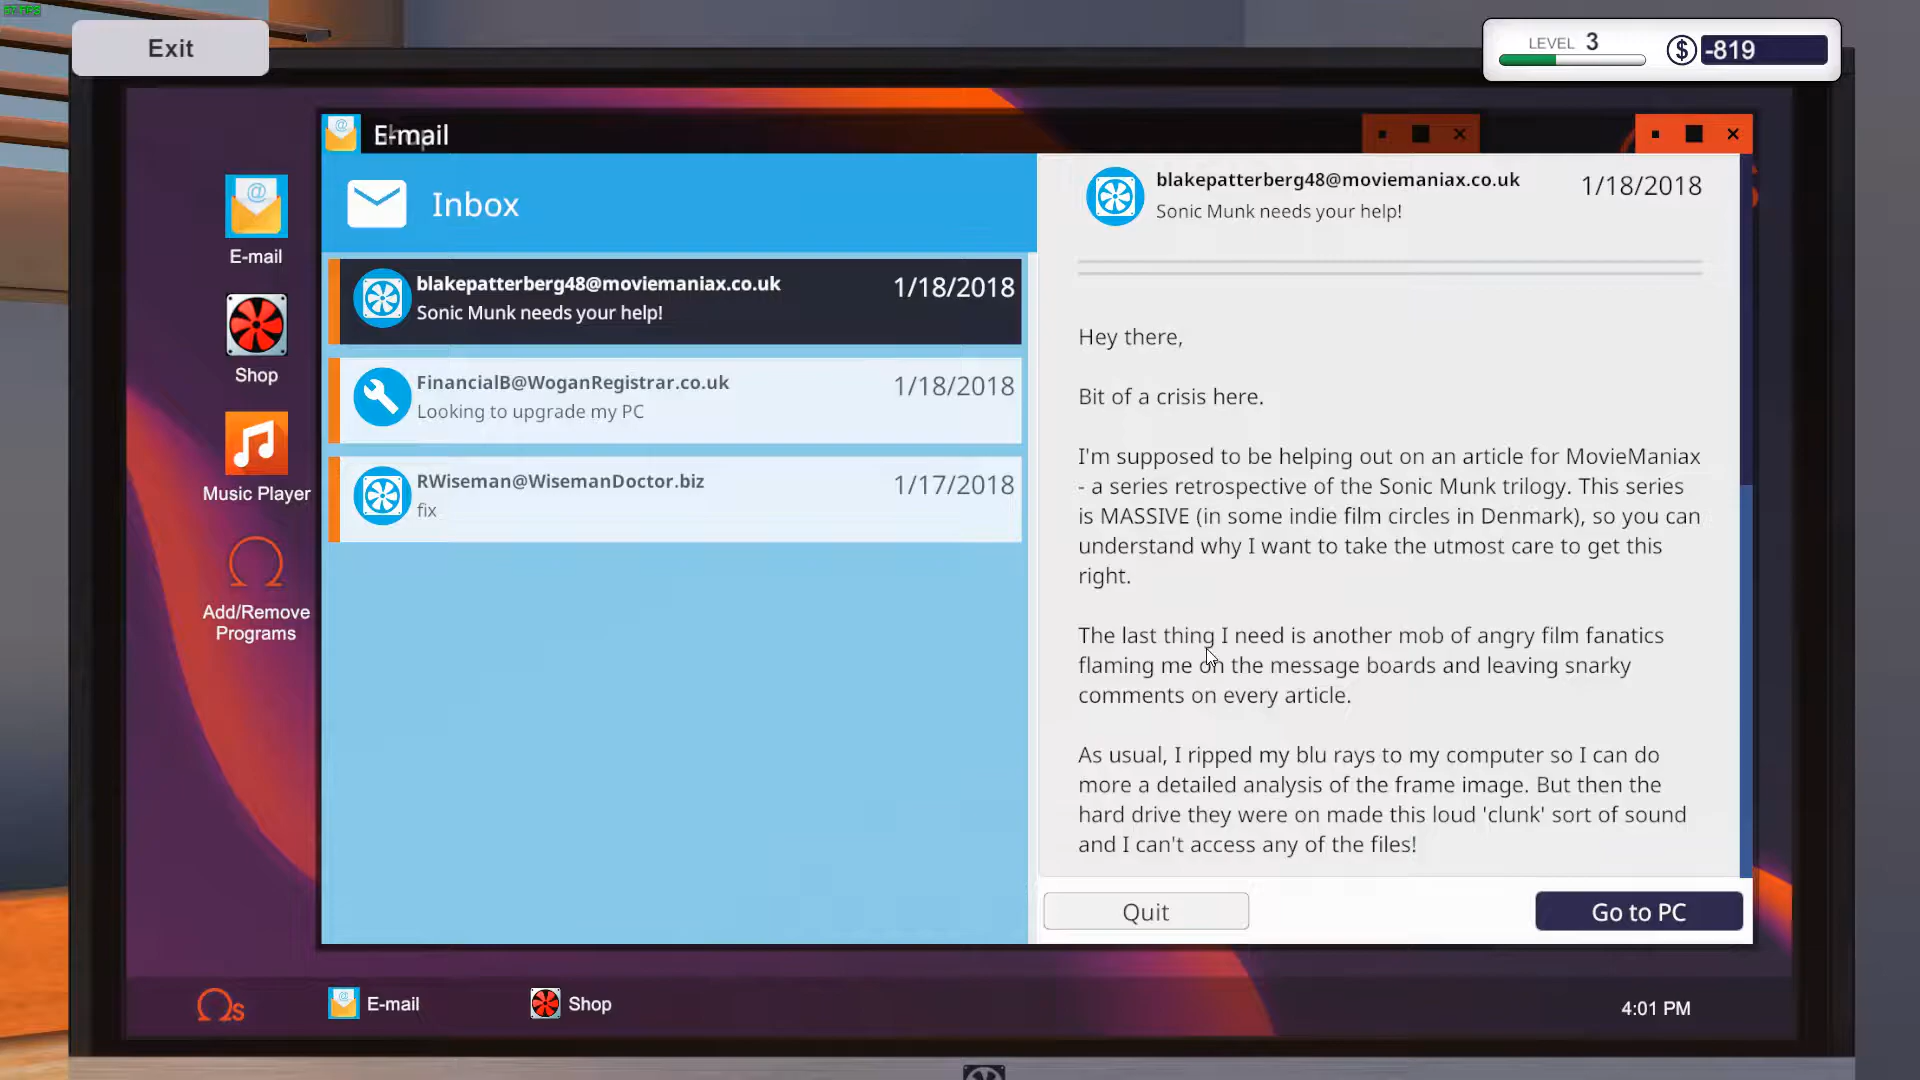 Exit
LEVEL 3
$ -819
E-mail
Inbox
blakepatterberg48@moviemaniax.co.uk
1/18/2018
Sonic Munk needs your help!
FinancialB@WoganRegistrar.co.uk
1/18/2018
Looking to upgrade my PC
RWiseman@WisemanDoctor.biz
1/17/2018
fix
blakepatterberg48@moviemaniax.co.uk
1/18/2018
Sonic Munk needs your help!
Hey there,
Bit of a crisis here.
I'm supposed to be helping out on an article for MovieManiax
- a series retrospective of the Sonic Munk trilogy. This series
is MASSIVE (in some indie film circles in Denmark), so you can
understand why I want to take the utmost care to get this
right.
The last thing I need is another mob of angry film fanatics
flaming me on the message boards and leaving snarky
comments on every article.
As usual, I ripped my blu rays to my computer so I can do
more a detailed analysis of the frame image. But then the
hard drive they were on made this loud 'clunk' sort of sound
and I can't access any of the files!
Quit
Go to PC
E-mail
Shop
Music Player
Add/Remove
Programs
Ωs
E-mail
Shop
4:01 PM